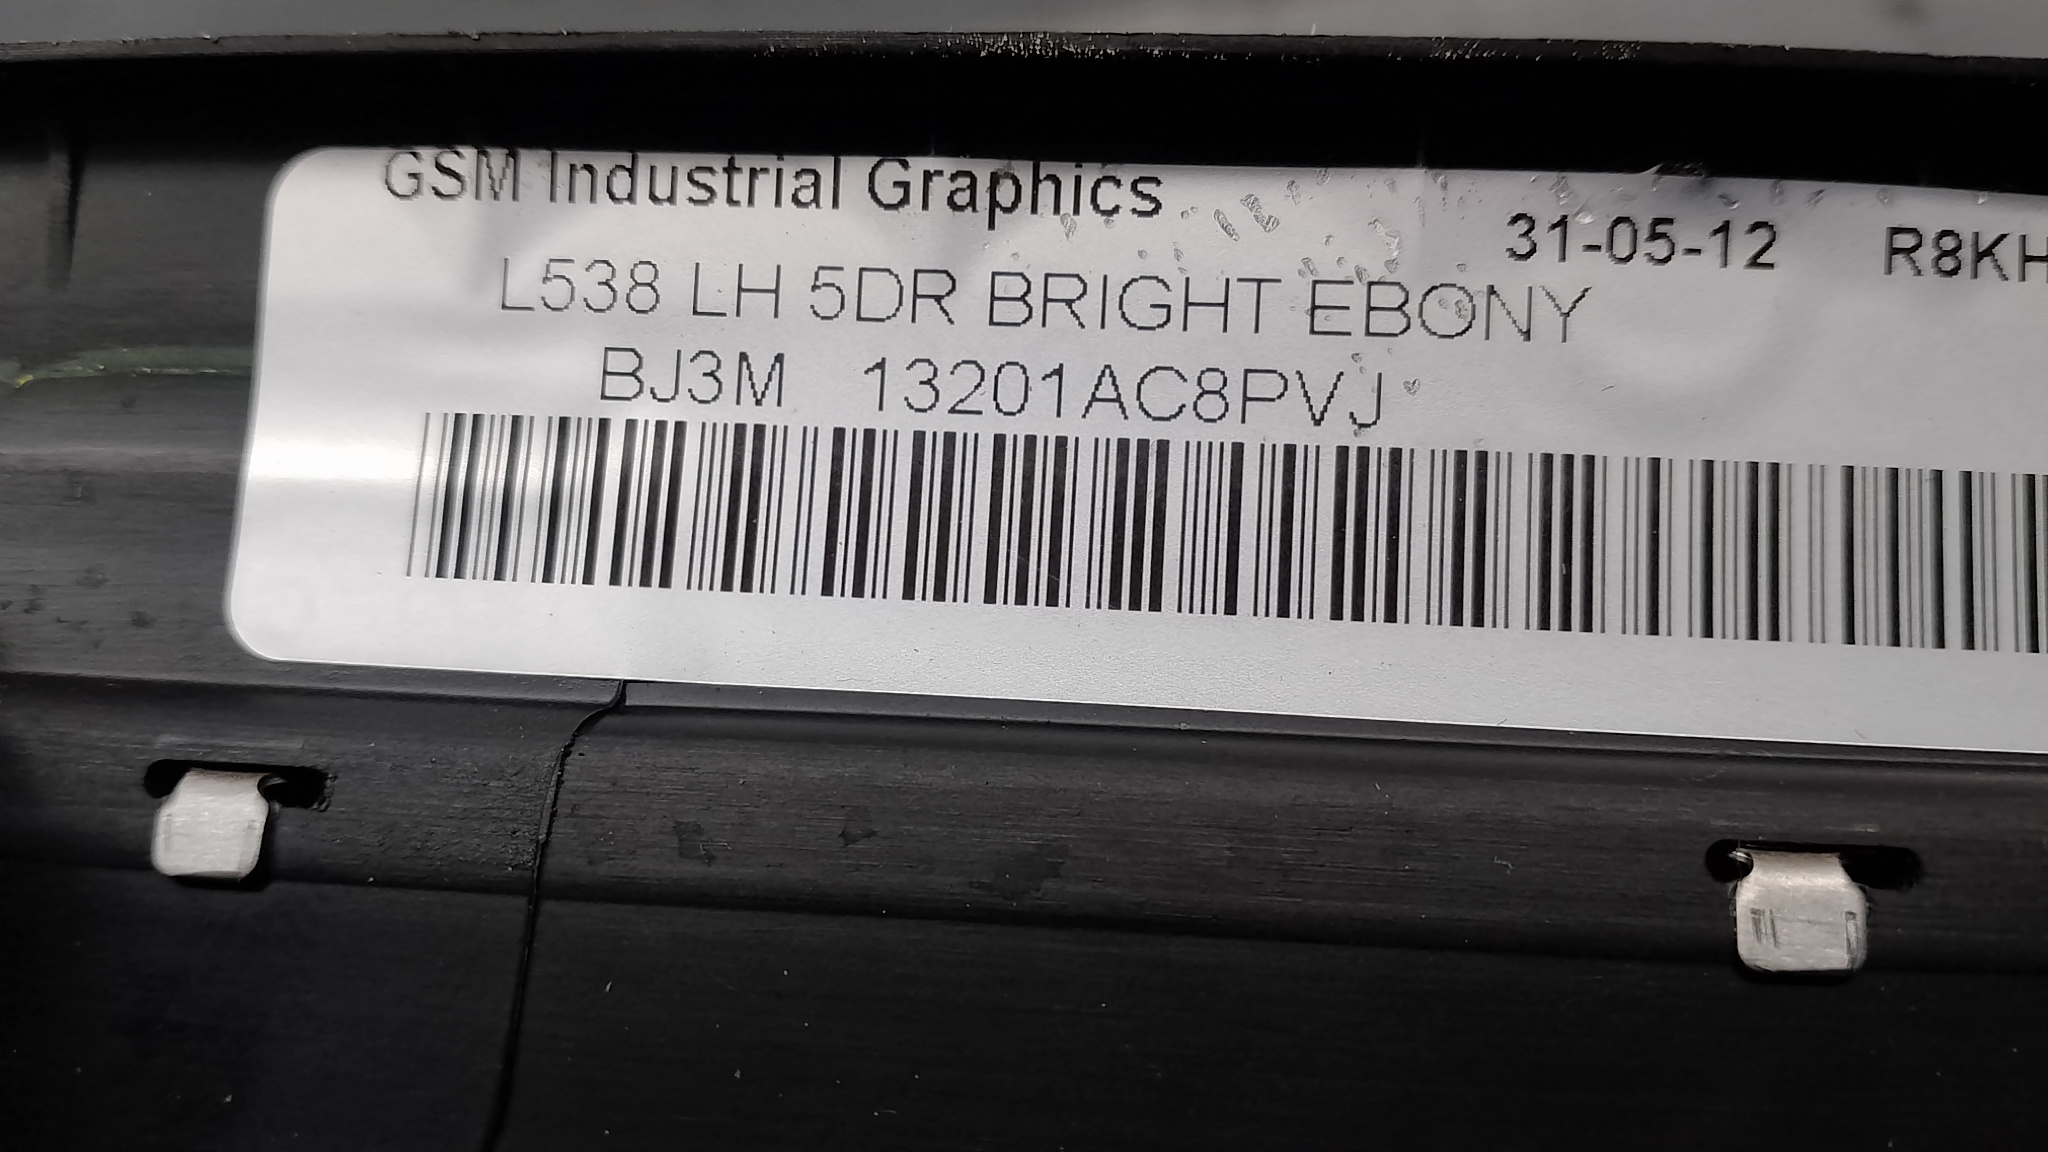 GSM Industrial Graphics
31-05-12 R8KH
L538 LH 5DR BRIGHT EBONY
BJ3M 13201AC8PVJ